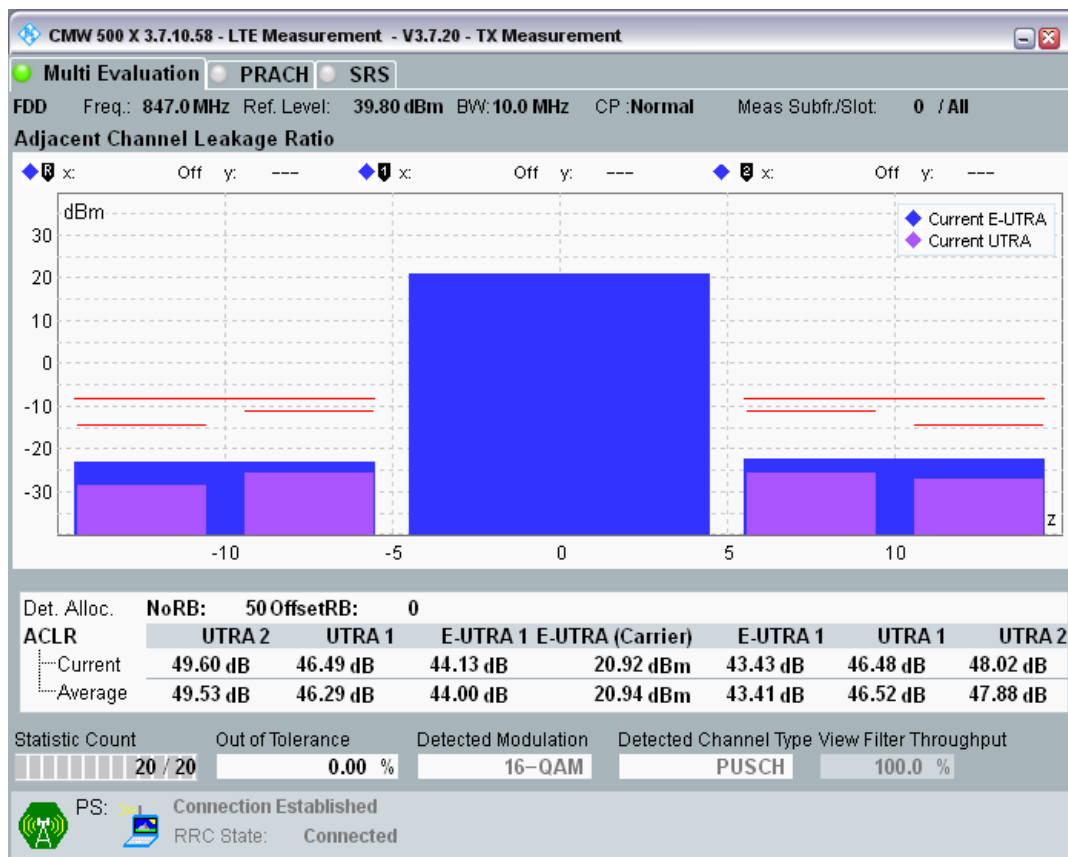 CMW 500 X 3.7.10.58 - LTE Measurement - V3.7.20 - TX Measurement
Multi Evaluation PRACH SRS
FDD Freq.: 847.0 MHz Ref. Level: 39.80 dBm BW: 10.0 MHz CP :Normal Meas Subfr./Slot: 0 / All
Adjacent Channel Leakage Ratio
R x: Off y: --- 1 x: Off y: --- 2 x: Off y: ---
dBm
Current E-UTRA
Current UTRA
30
20
10
0
-10
-20
-30
z
-10 -5 0 5 10
Det. Alloc. NoRB: 50 OffsetRB: 0
ACLR UTRA 2 UTRA 1 E-UTRA 1 E-UTRA (Carrier) E-UTRA 1 UTRA 1 UTRA 2
Current 49.60 dB 46.49 dB 44.13 dB 20.92 dBm 43.43 dB 46.48 dB 48.02 dB
Average 49.53 dB 46.29 dB 44.00 dB 20.94 dBm 43.41 dB 46.52 dB 47.88 dB
Statistic Count Out of Tolerance Detected Modulation Detected Channel Type View Filter Throughput
20 / 20 0.00 % 16-QAM PUSCH 100.0 %
PS: Connection Established
RRC State: Connected